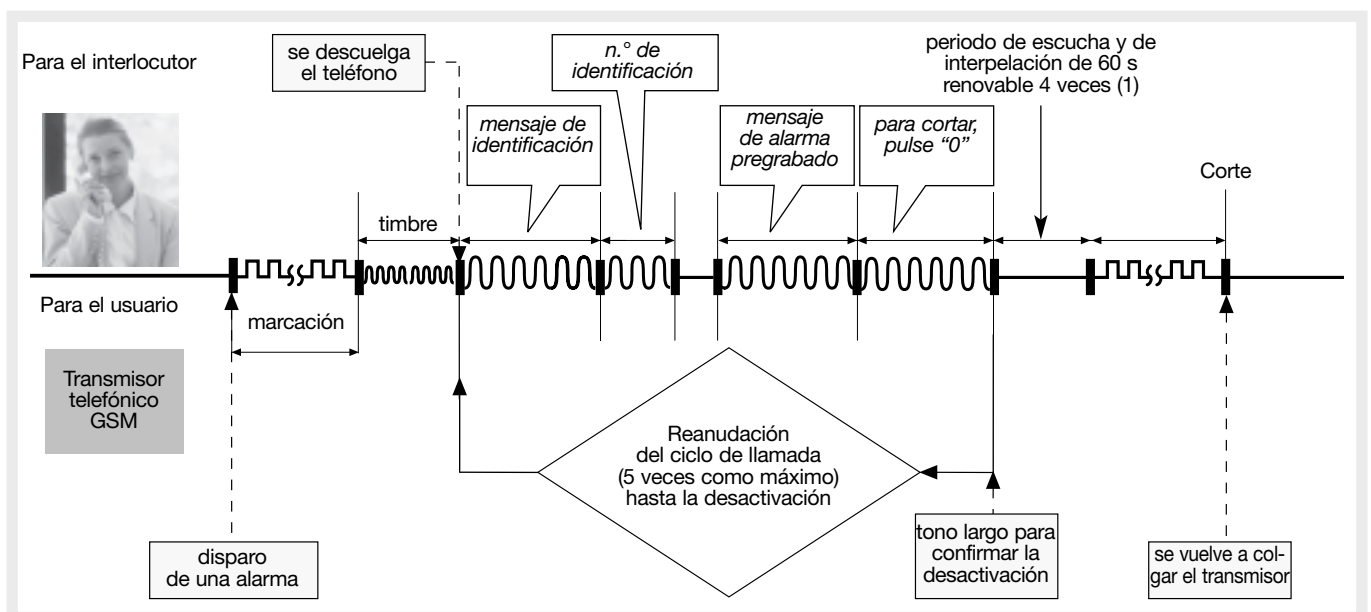 Para el interlocutor
se descuelga
el teléfono
n.° de
identificación
periodo de escucha y de
interpelación de 60 s
renovable 4 veces (1)
mensaje de
identificación
mensaje
de alarma
pregrabado
para cortar,
pulse “0”
Corte
timbre
Para el usuario
marcación
Transmisor
telefónico
GSM
Reanudación
del ciclo de llamada
(5 veces como máximo)
hasta la desactivación
disparo
de una alarma
tono largo para
confirmar la
desactivación
se vuelve a col-
gar el transmisor